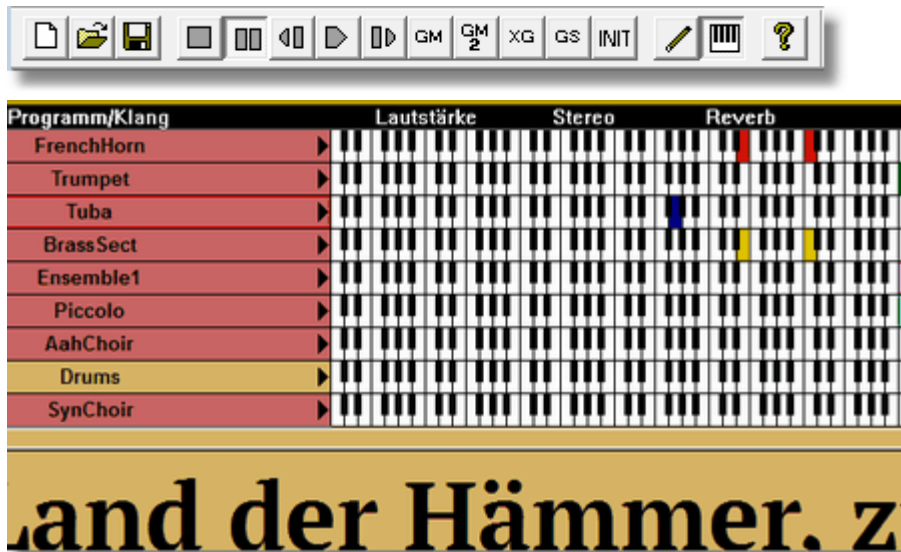 GM GM 2 XG GS INIT
Programm/Klang Lautstärke Stereo Reverb
FrenchHorn
Trumpet
Tuba
BrassSect
Ensemble1
Piccolo
AahChoir
Drums
SynChoir
Land der Hämmer, z